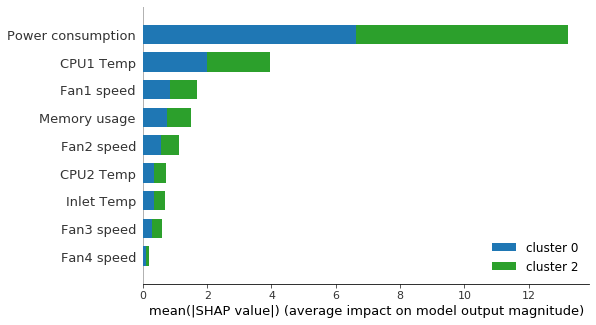 Power consumption
CPU1 Temp
Fan1 speed
Memory usage
Fan2 speed
CPU2 Temp
Inlet Temp
Fan3 speed
Fan4 speed
cluster 0
cluster 2
0 2 4 6 8 10 12
mean(|SHAP value|) (average impact on model output magnitude)